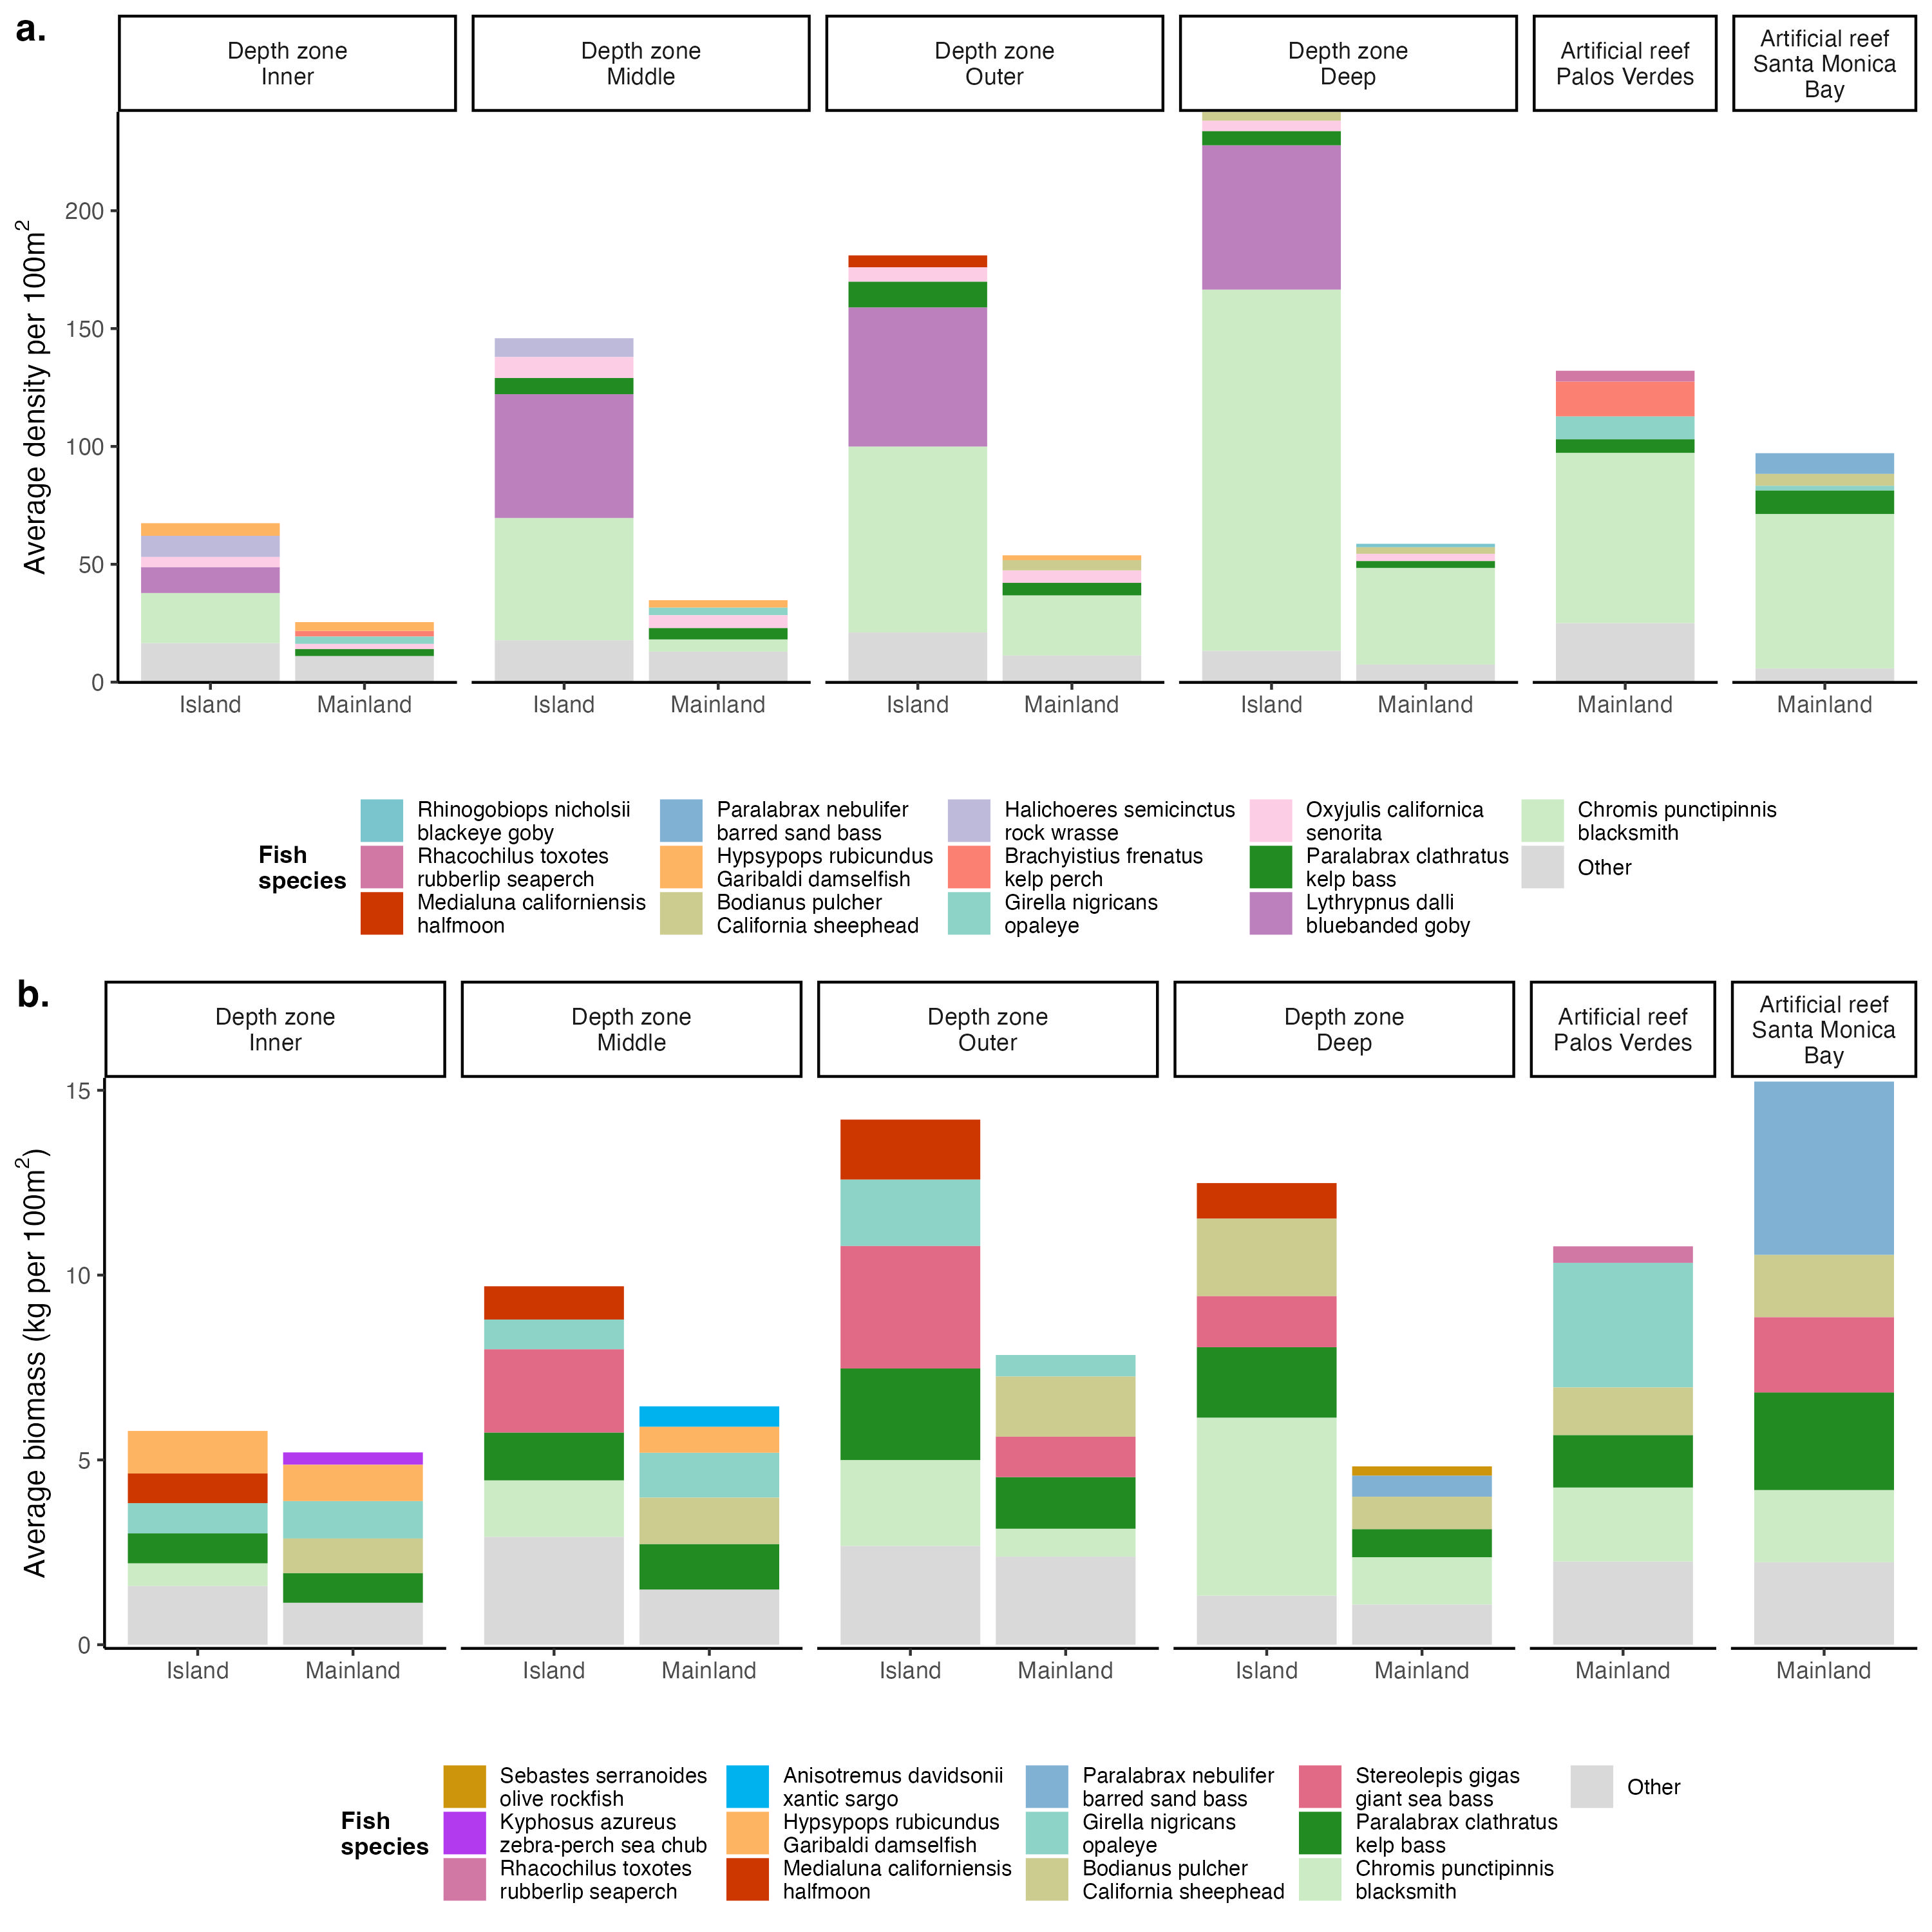 a.
Depth zone
Inner
Depth zone
Middle
Depth zone
Outer
Depth zone
Deep
Artificial reef
Palos Verdes
Artificial reef
Santa Monica
Bay
Average density per 100m²
200
150
100
50
0
Island
Mainland
Island
Mainland
Island
Mainland
Island
Mainland
Mainland
Mainland
Fish
species
Rhinogobiops nicholsii
blackeye goby
Rhacochilus toxotes
rubberlip seaperch
Medialuna californiensis
halfmoon
Paralabrax nebulifer
barred sand bass
Hypsypops rubicundus
Garibaldi damselfish
Bodianus pulcher
California sheephead
Halichoeres semicinctus
rock wrasse
Brachyistius frenatus
kelp perch
Girella nigricans
opaleye
Oxyjulis californica
senorita
Paralabrax clathratus
kelp bass
Lythrypnus dalli
bluebanded goby
Chromis punctipinnis
blacksmith
Other
b.
Depth zone
Inner
Depth zone
Middle
Depth zone
Outer
Depth zone
Deep
Artificial reef
Palos Verdes
Artificial reef
Santa Monica
Bay
Average biomass (kg per 100m²)
15
10
5
0
Island
Mainland
Island
Mainland
Island
Mainland
Island
Mainland
Mainland
Mainland
Fish
species
Sebastes serranoides
olive rockfish
Kyphosus azureus
zebra-perch sea chub
Rhacochilus toxotes
rubberlip seaperch
Anisotremus davidsonii
xantic sargo
Hypsypops rubicundus
Garibaldi damselfish
Medialuna californiensis
halfmoon
Paralabrax nebulifer
barred sand bass
Girella nigricans
opaleye
Bodianus pulcher
California sheephead
Stereolepis gigas
giant sea bass
Paralabrax clathratus
kelp bass
Chromis punctipinnis
blacksmith
Other